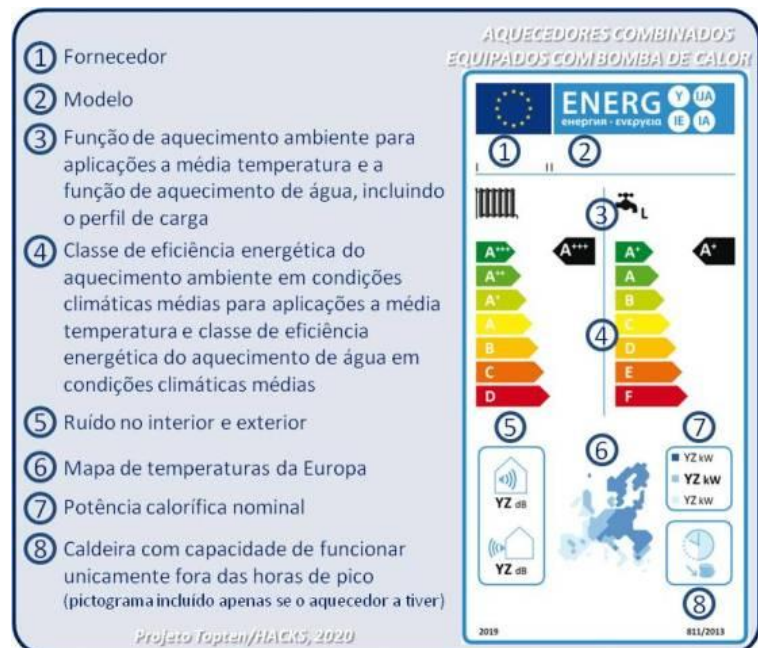 AQUECEDORES COMBINADOS
EQUIPADOS COM BOMBA DE CALOR
1 Fornecedor
2 Modelo
3 Função de aquecimento ambiente para
aplicações a média temperatura e a
função de aquecimento de água, incluindo
o perfil de carga
4 Classe de eficiência energética do
aquecimento ambiente em condições
climáticas médias para aplicações a média
temperatura e classe de eficiência
energética do aquecimento de água em
condições climáticas médias
5 Ruído no interior e exterior
6 Mapa de temperaturas da Europa
7 Potência calorífica nominal
8 Caldeira com capacidade de funcionar
unicamente fora das horas de pico
(pictograma incluído apenas se o aquecedor a tiver)
Projeto Topten/HACKS, 2020
ENERG Y UA
енергия · ενεργεια IE IA
1 2
I II
3 L
A+++ A+++ A+ A+
A++ A
A+ B
A C
4
B D
C E
D F
5 6 7
YZ kW
YZ kW
YZ kW
YZ dB
YZ dB
8
2019 811/2013